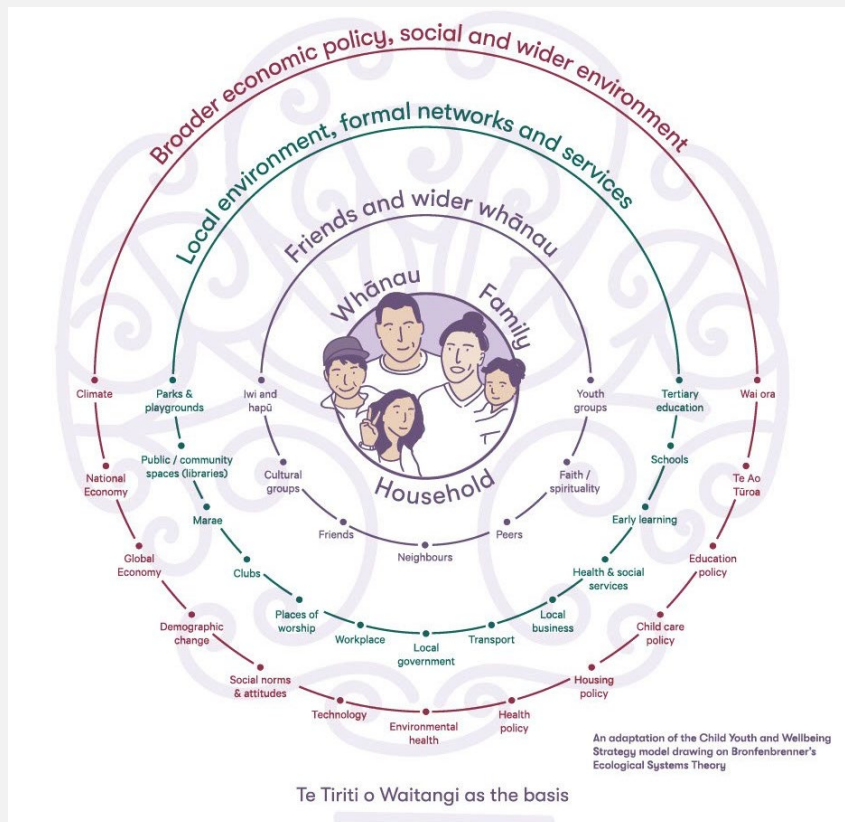 Broader economic policy, social and wider environment
Local environment, formal networks and services
Friends and wider whānau
Whānau
Family
Household
Climate
National
Economy
Global
Economy
Demographic
change
Social norms
& attitudes
Technology
Environmental
health
Health
policy
Housing
policy
Child care
policy
Education
policy
Te Ao
Tūroa
Wai ora
Parks &
playgrounds
Public / community
spaces (libraries)
Marae
Clubs
Places of
worship
Workplace
Local
government
Transport
Local
business
Health & social
services
Early learning
Schools
Tertiary
education
Iwi and
hapū
Cultural
groups
Friends
Neighbours
Peers
Faith /
spirituality
Youth
groups
An adaptation of the Child Youth and Wellbeing
Strategy model drawing on Bronfenbrenner's
Ecological Systems Theory
Te Tiriti o Waitangi as the basis